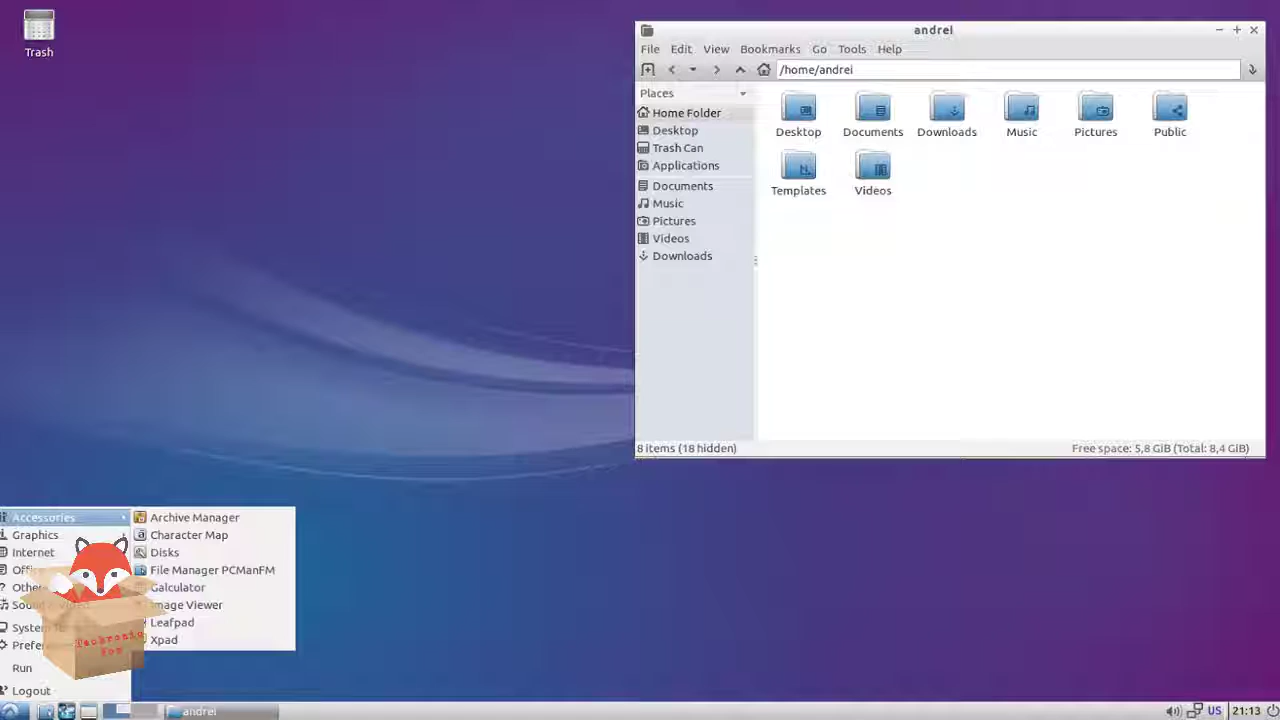 Trash
andrei
File Edit View Bookmarks Go Tools Help
/home/andrei
Places
Home Folder
Desktop
Trash Can
Applications
Documents
Music
Pictures
Videos
Downloads
Desktop Documents Downloads Music Pictures Public
Templates Videos
8 items (18 hidden) Free space: 5,8 GiB (Total: 8,4 GiB)
Accessories
Graphics
Internet
Run
Logout
Archive Manager
Character Map
Disks
File Manager PCManFM
Galculator
Image Viewer
Leafpad
Xpad
andrei
US 21:13